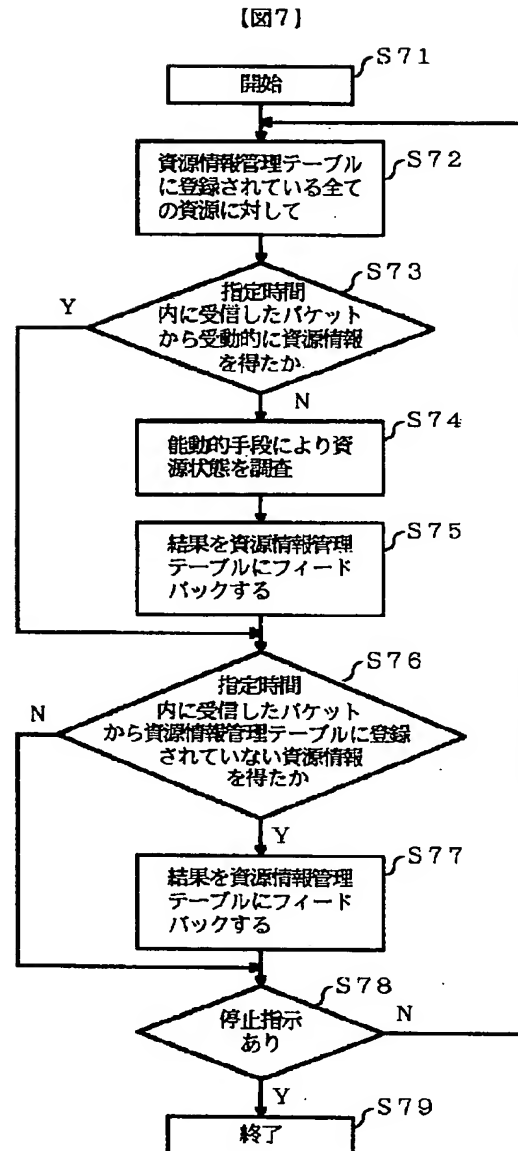 【図7】
S71
開始
S72
資源情報管理テーブル
に登録されている全て
の資源に対して
S73
指定時間
内に受信したパケット
から受動的に資源情報
を得たか
Y
N
S74
能動的手段により資
源状態を調査
S75
結果を資源情報管理
テーブルにフィード
バックする
S76
指定時間
内に受信したパケット
から資源情報管理テーブルに登録
されていない資源情報
を得たか
N
Y
S77
結果を資源情報管理
テーブルにフィード
バックする
S78
停止指示
あり
N
Y
S79
終了